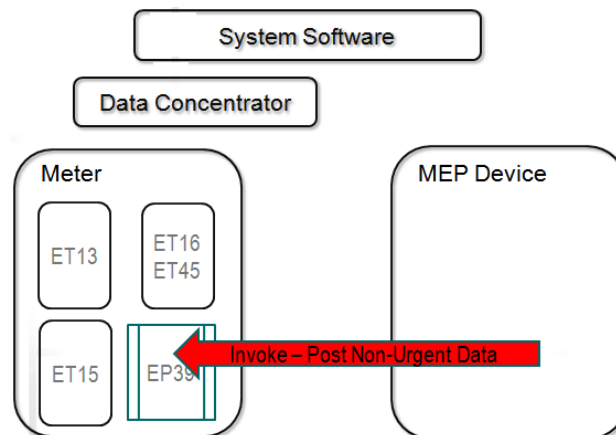 System Software
Data Concentrator
Meter
MEP Device
ET13
ET16
ET45
ET15
EP39
Invoke – Post Non-Urgent Data